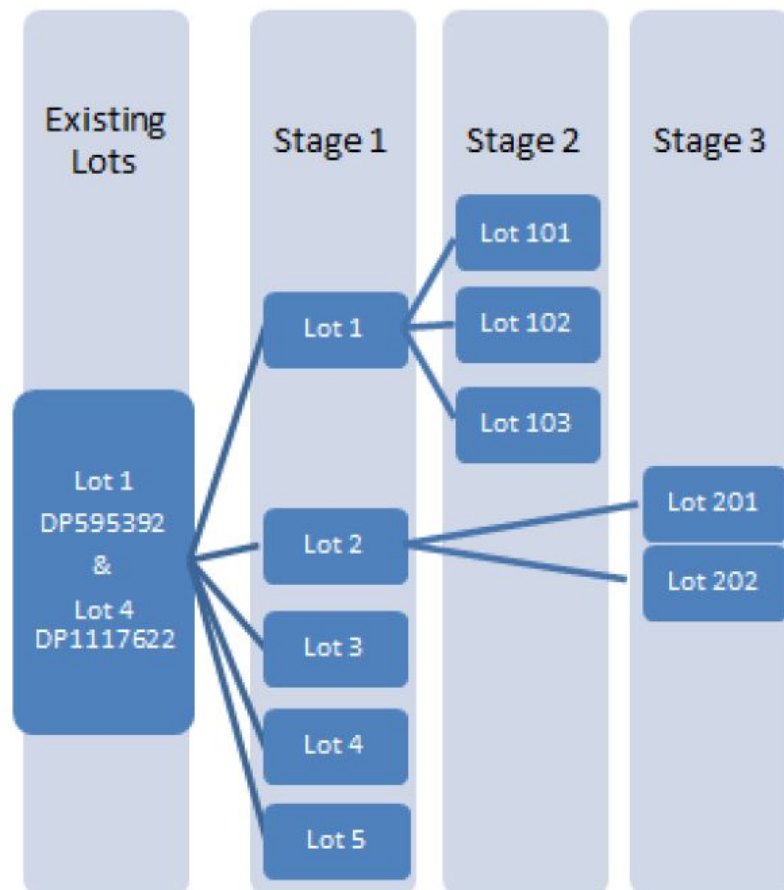 Existing
Lots
Stage 1
Stage 2
Stage 3
Lot 101
Lot 1
Lot 102
Lot 103
Lot 1
DP595392
&
Lot 4
DP1117622
Lot 2
Lot 201
Lot 202
Lot 3
Lot 4
Lot 5